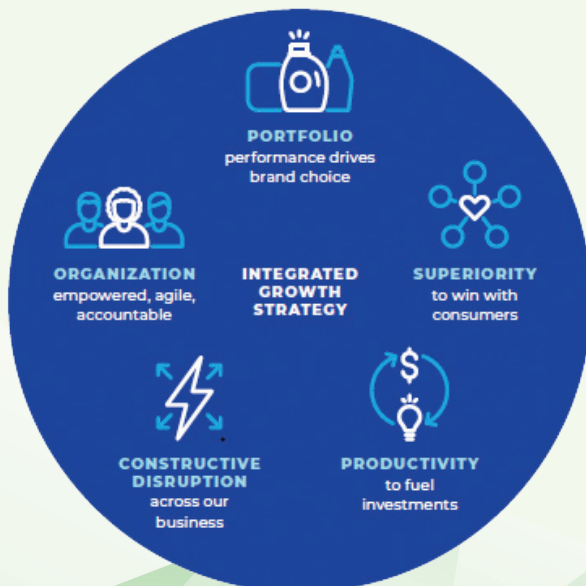 PORTFOLIO
performance drives
brand choice
ORGANIZATION
empowered, agile,
accountable
INTEGRATED
GROWTH
STRATEGY
SUPERIORITY
to win with
consumers
CONSTRUCTIVE
DISRUPTION
across our
business
PRODUCTIVITY
to fuel
investments
$